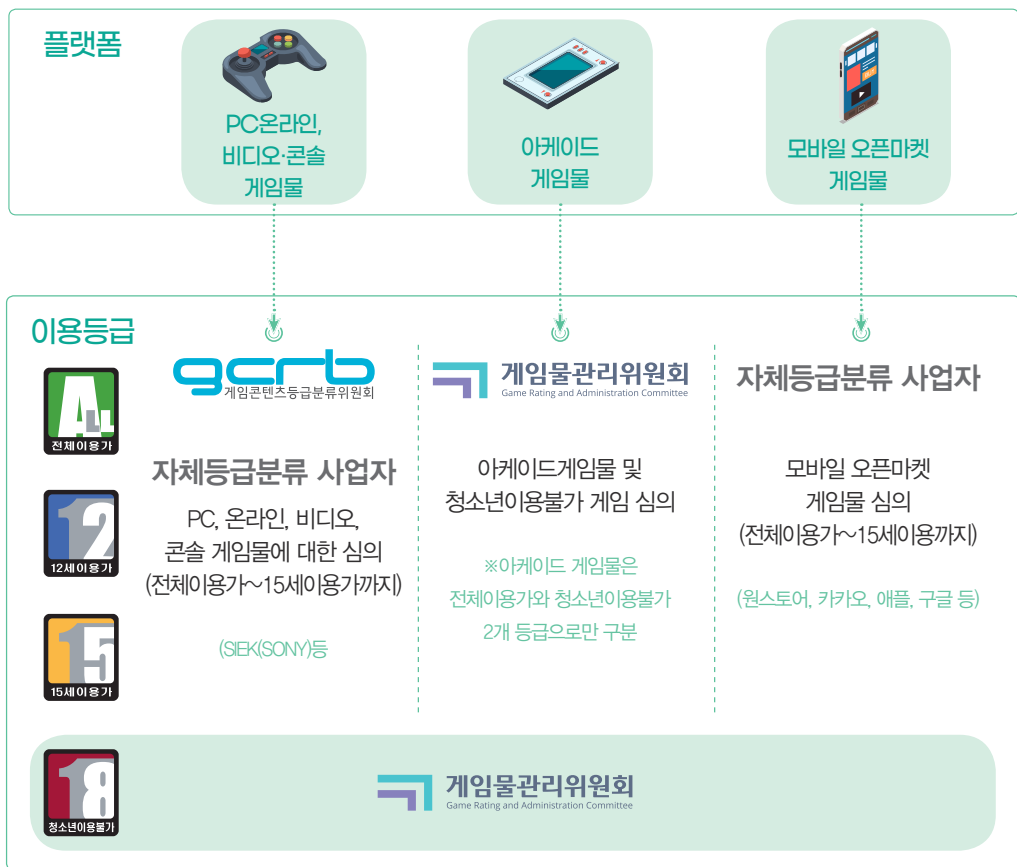 플랫폼
PC온라인,
비디오·콘솔
게임물
아케이드
게임물
모바일 오픈마켓
게임물
이용등급
ALL
전체이용가
12
12세이용가
15
15세이용가
gcrb
게임콘텐츠등급분류위원회
자체등급분류 사업자
PC, 온라인, 비디오,
콘솔 게임물에 대한 심의
(전체이용가~15세이용가까지)
(SIEK(SONY)등
게임물관리위원회
Game Rating and Administration Committee
아케이드게임물 및
청소년이용불가 게임 심의
※아케이드 게임물은
전체이용가와 청소년이용불가
2개 등급으로만 구분
자체등급분류 사업자
모바일 오픈마켓
게임물 심의
(전체이용가~15세이용까지)
(원스토어, 카카오, 애플, 구글 등)
18
청소년이용불가
게임물관리위원회
Game Rating and Administration Committee